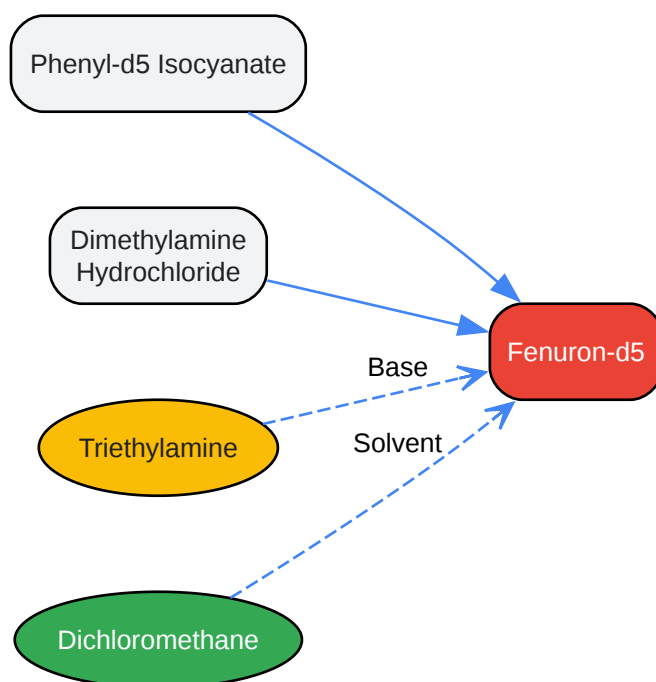 Phenyl-d5 Isocyanate
Dimethylamine
Hydrochloride
Fenuron-d5
Base
Triethylamine
Solvent
Dichloromethane